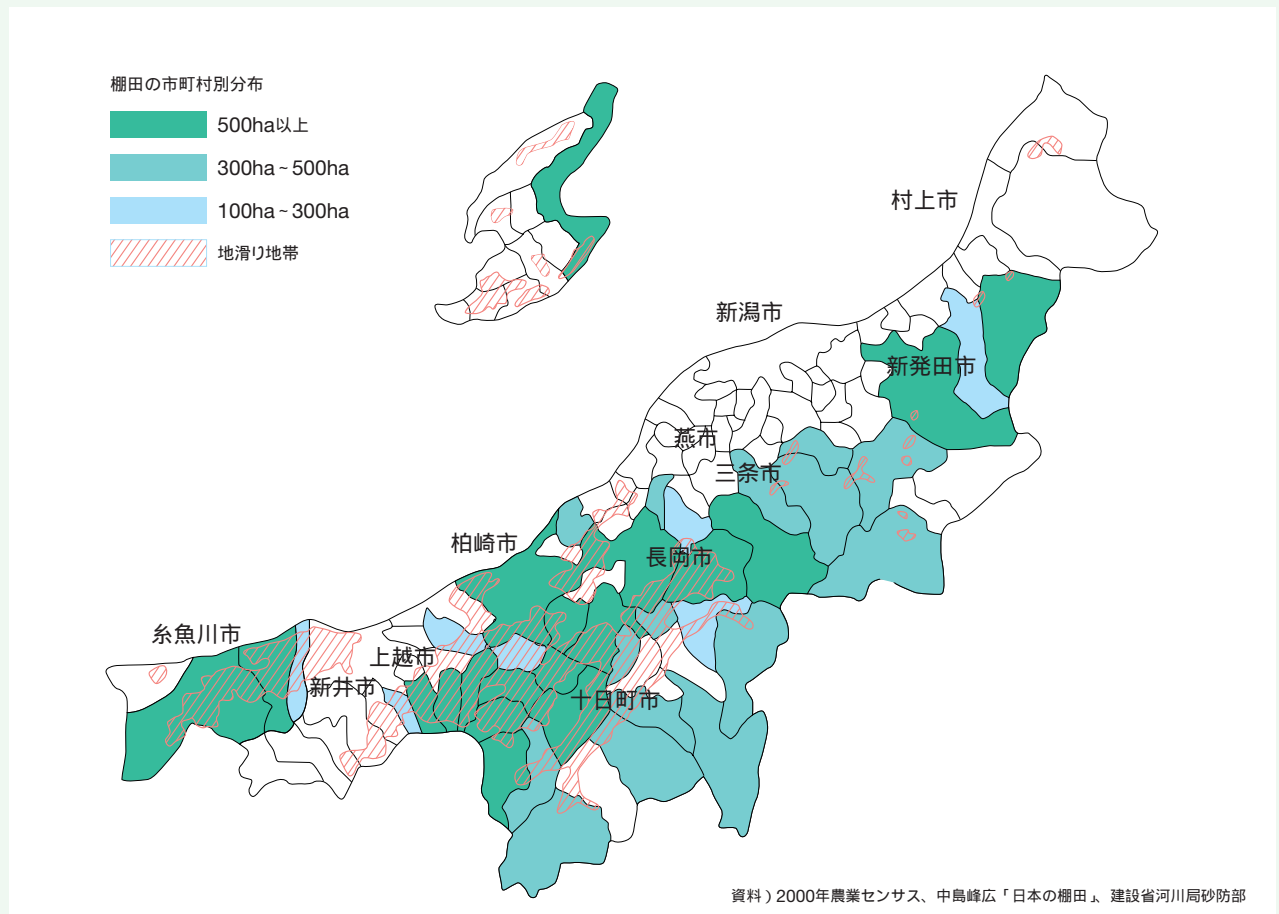 棚田の市町村別分布
500ha以上
300ha~500ha
100ha~300ha
地滑り地帯
村上市
新潟市
新発田市
燕市
三条市
柏崎市
長岡市
糸魚川市
上越市
新井市
十日町市
資料）2000年農業センサス、中島峰広「日本の棚田」、建設省河川局砂防部